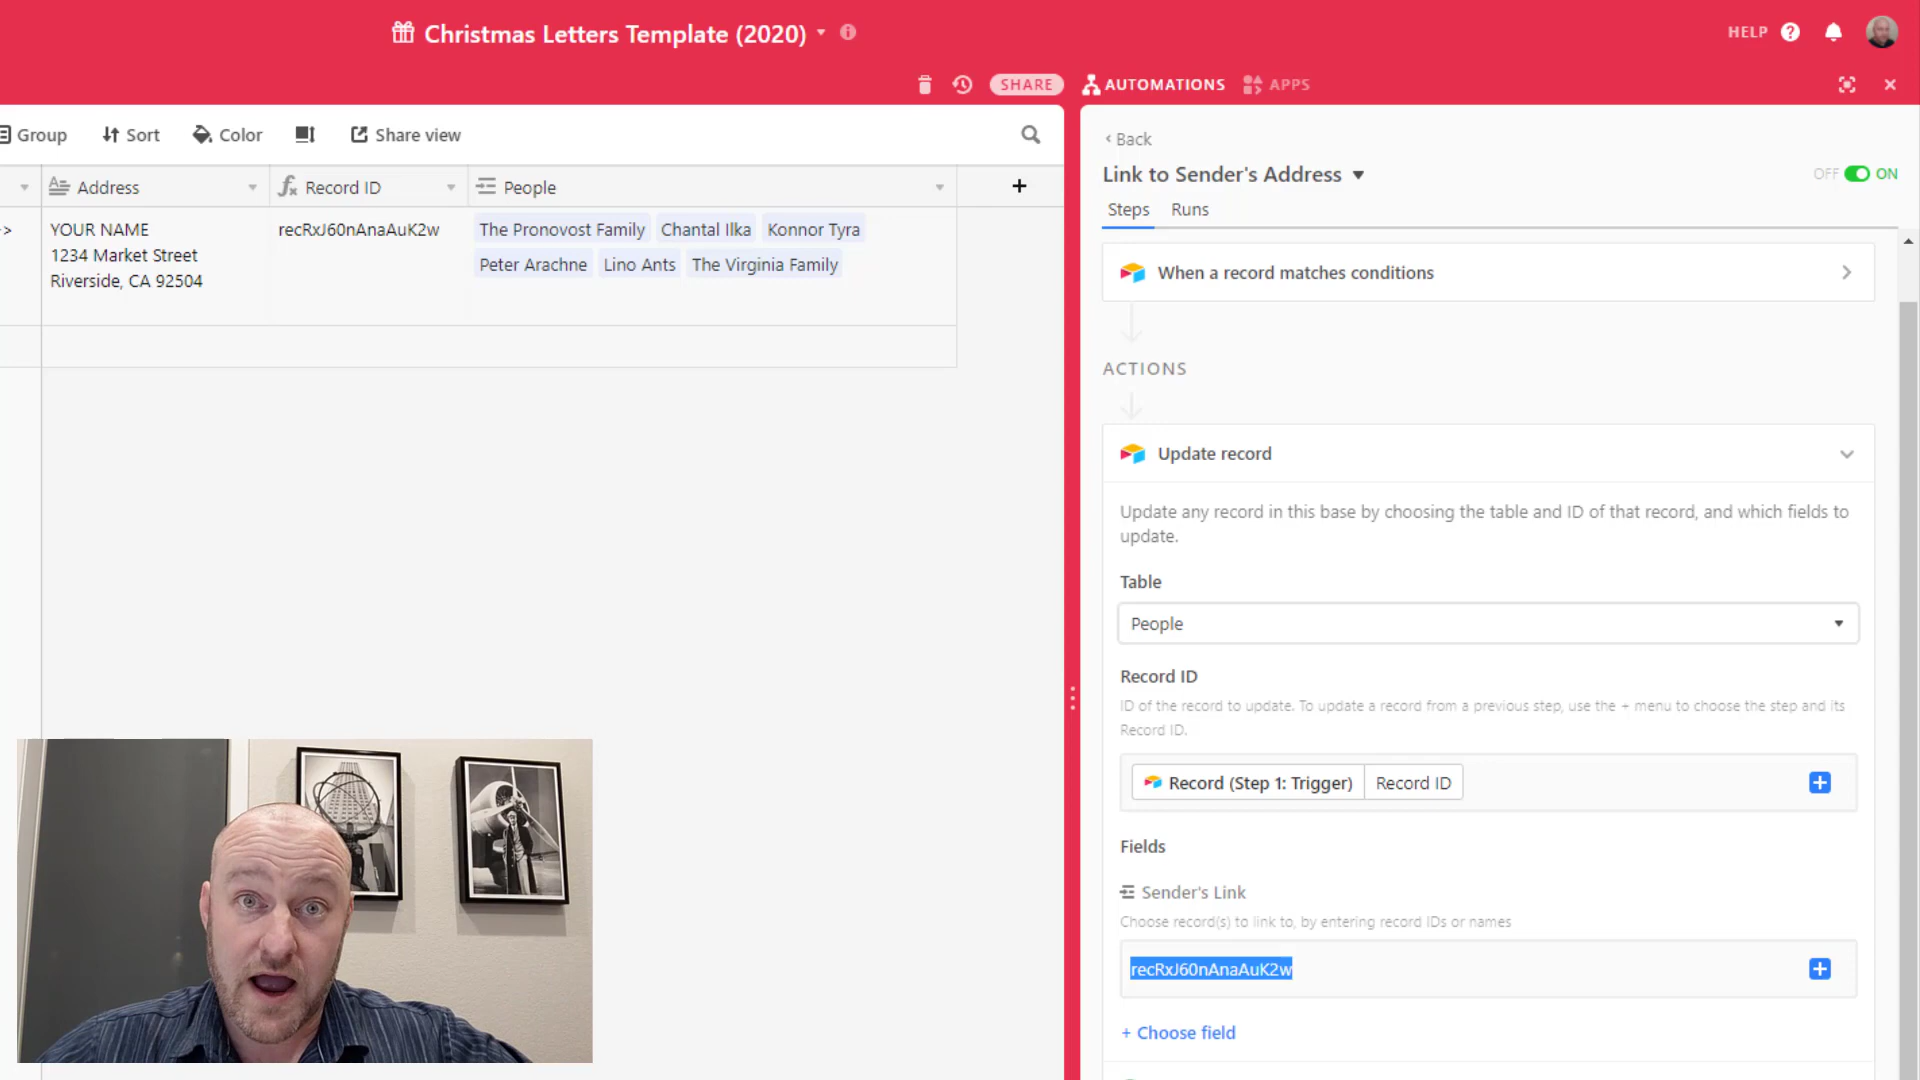 Christmas Letters Template (2020)
HELP
SHARE
AUTOMATIONS
APPS
Group
Sort
Color
Share view
Address
Record ID
People
YOUR NAME
1234 Market Street
Riverside, CA 92504
recRxJ60nAnaAuK2w
The Pronovost Family
Chantal Ilka
Konnor Tyra
Peter Arachne
Lino Ants
The Virginia Family
Back
Link to Sender's Address
OFF
ON
Steps
Runs
When a record matches conditions
ACTIONS
Update record
Update any record in this base by choosing the table and ID of that record, and which fields to
update.
Table
People
Record ID
ID of the record to update. To update a record from a previous step, use the + menu to choose the step and its
Record ID.
Record (Step 1: Trigger)
Record ID
Fields
Sender's Link
Choose record(s) to link to, by entering record IDs or names
recRxJ60nAnaAuK2w
+ Choose field